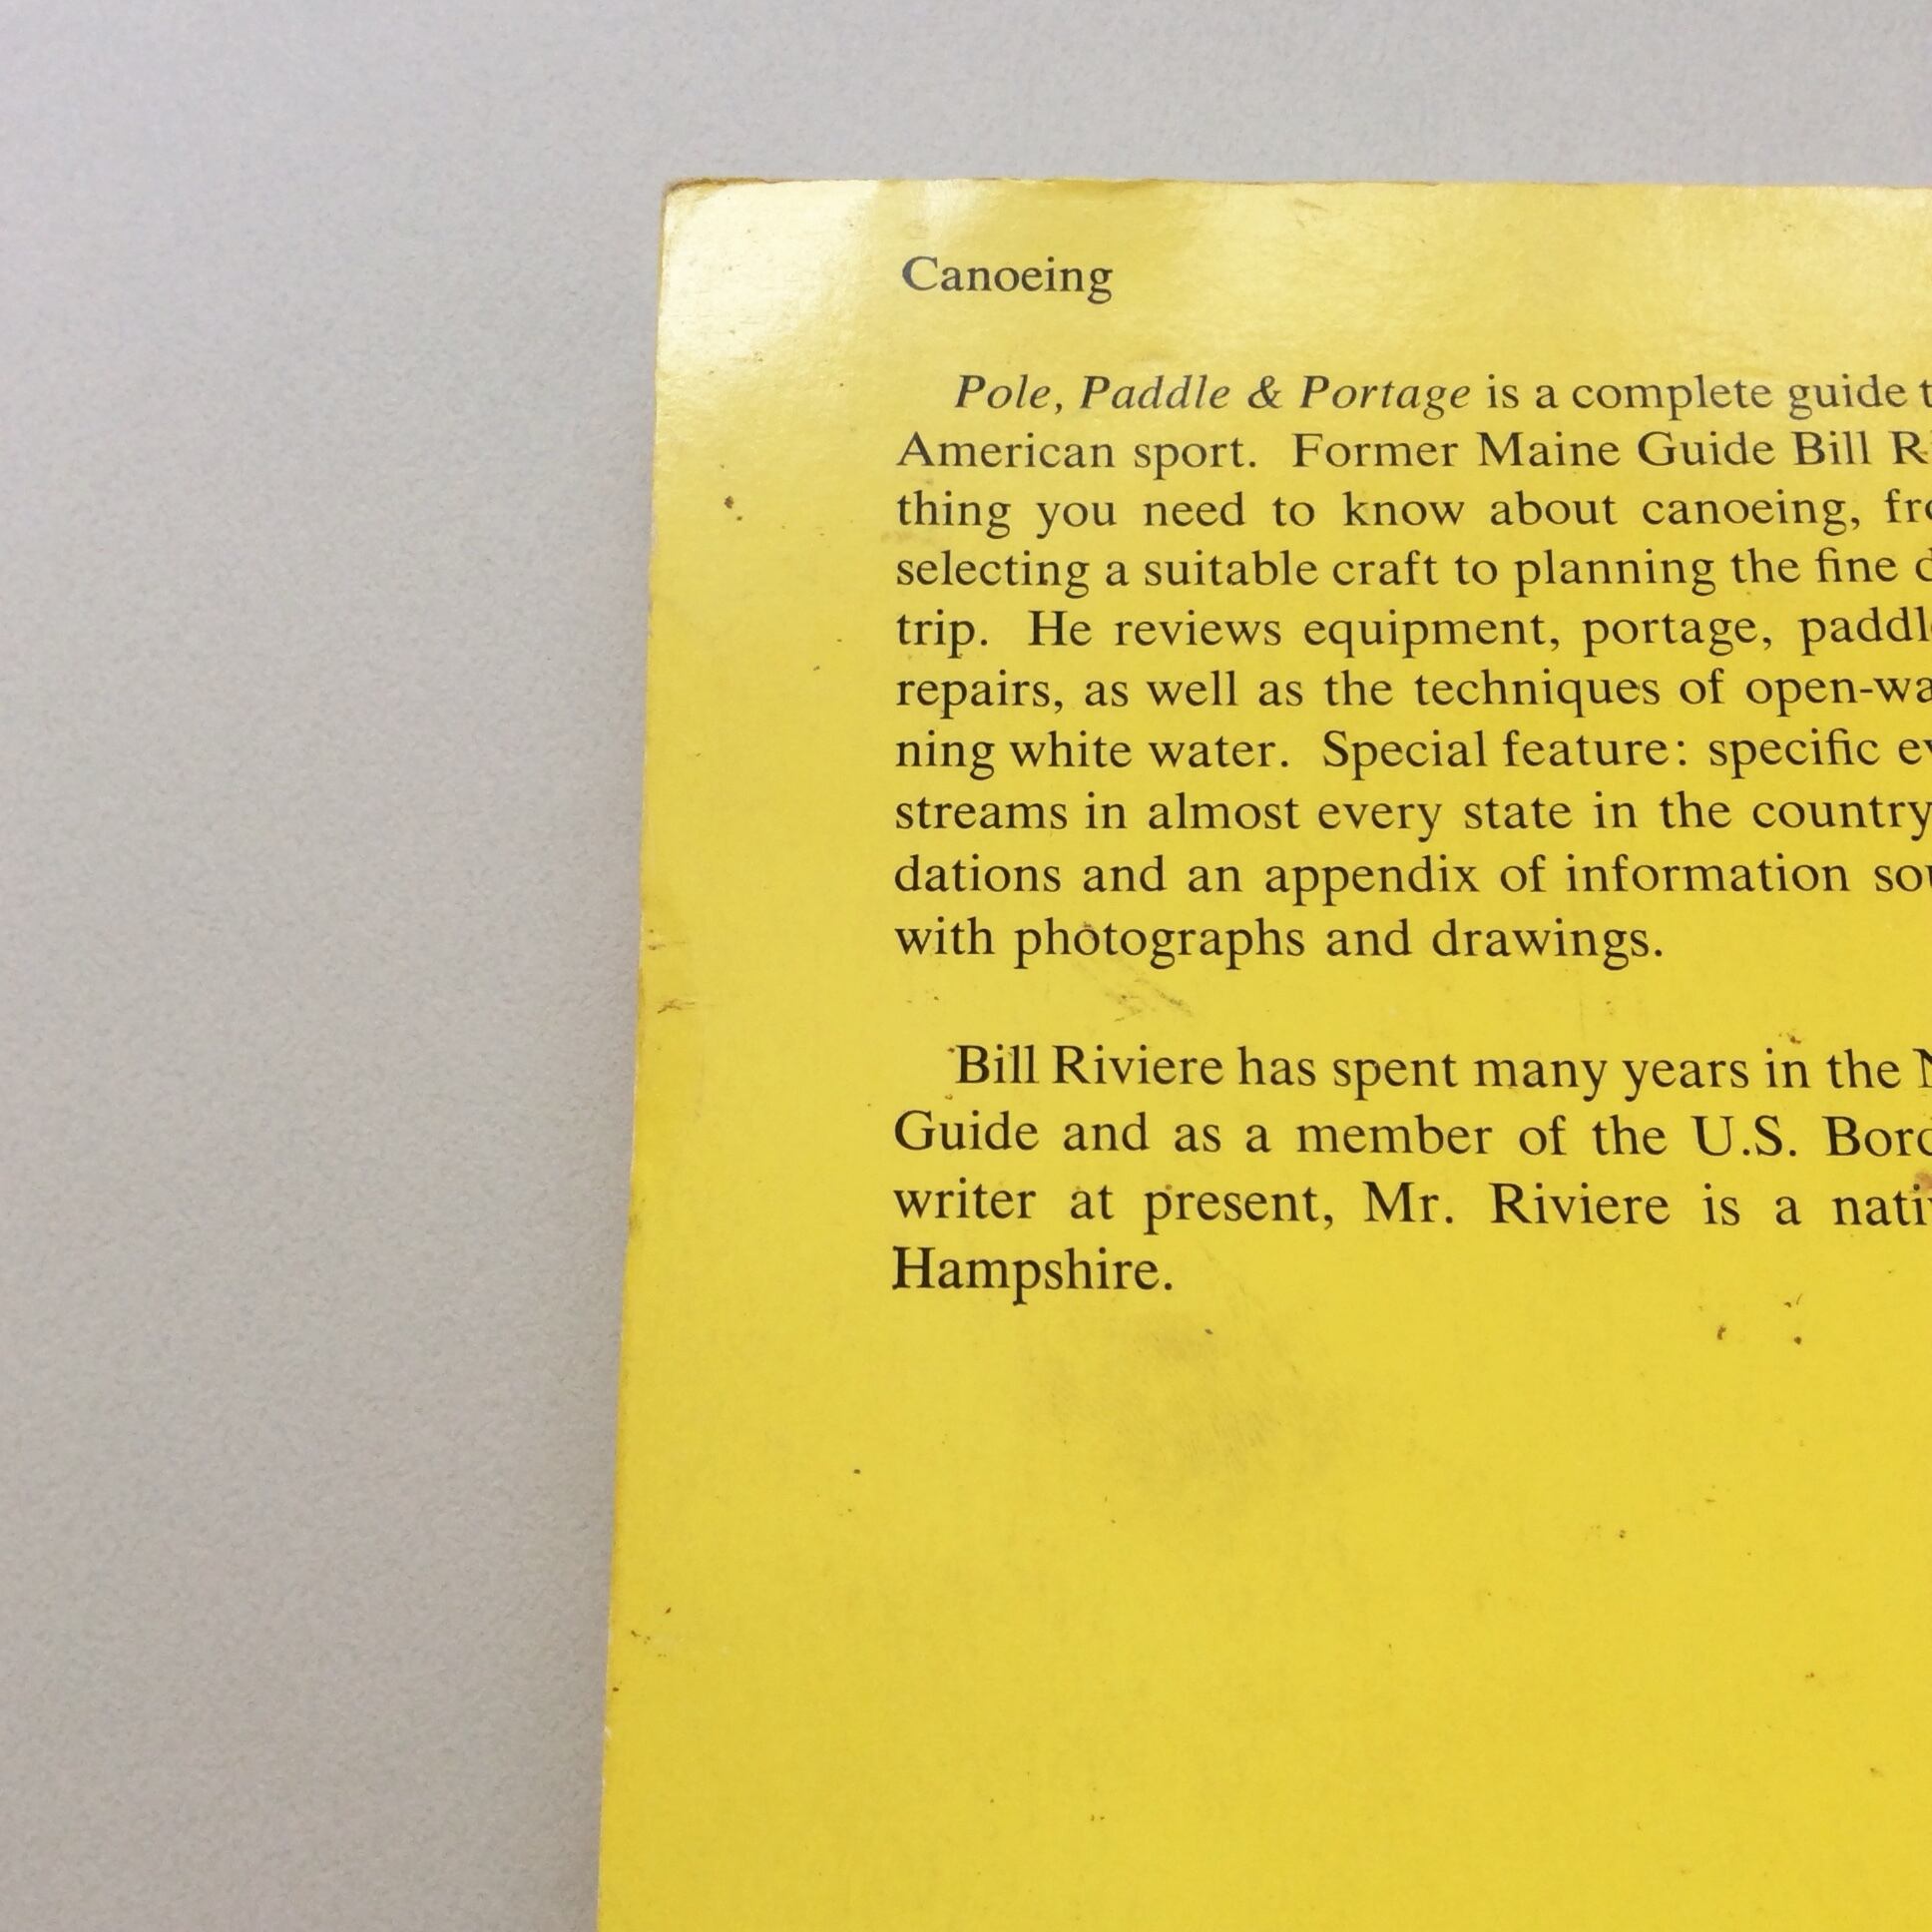 Canoeing
Pole, Paddle & Portage is a complete guide
American sport. Former Maine Guide Bill
thing you need to know about canoeing,
selecting a suitable craft to planning the fine
trip. He reviews equipment, portage,
repairs, as well as the techniques of
ning white water. Special feature: specific
streams in almost every state in the country
dations and an appendix of information
with photographs and drawings.
Bill Riviere has spent many years in the
Guide and as a member of the U.S.
writer at present, Mr. Riviere is a
Hampshire.